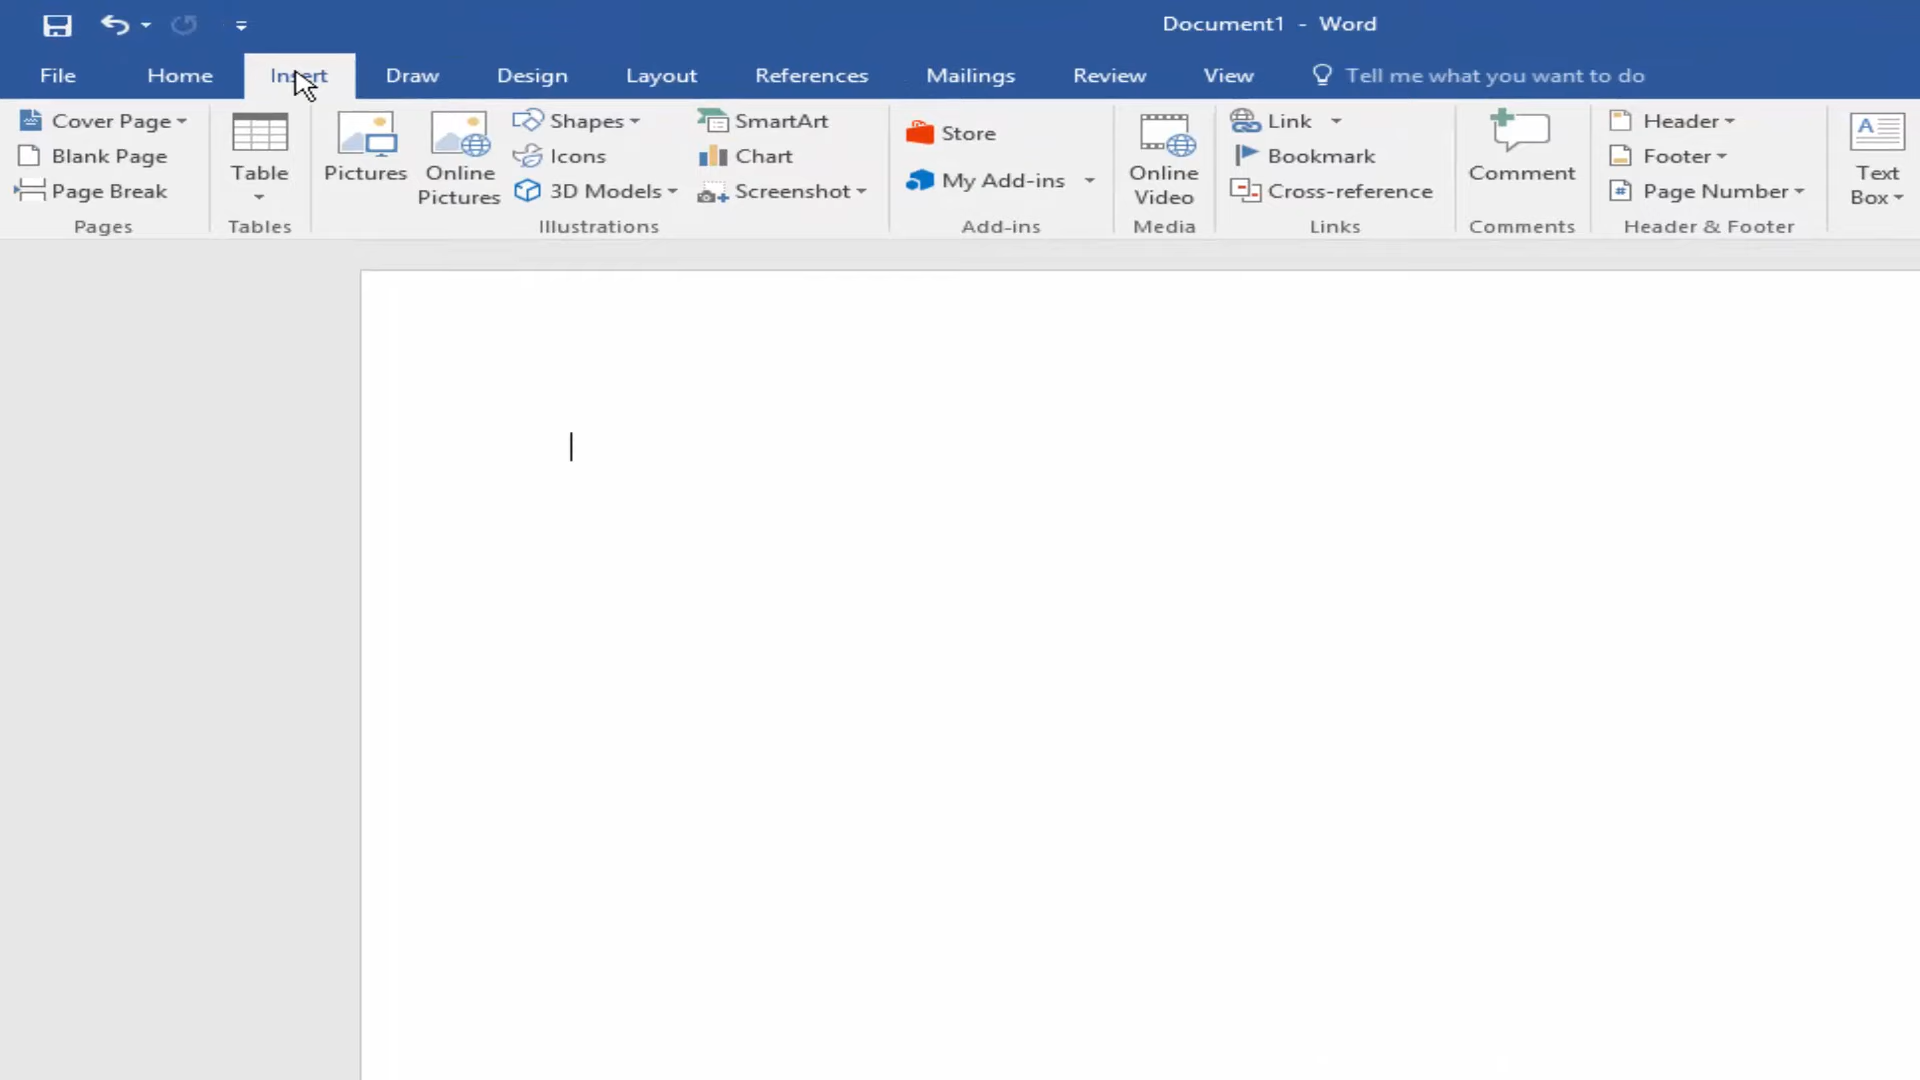 Document1 - Word
File Home Insert Draw Design Layout References Mailings Review View Tell me what you want to do
Cover Page
Blank Page
Page Break
Pages
Table
Tables
Pictures
Online
Pictures
Shapes
Icons
3D Models
SmartArt
Chart
Screenshot
Illustrations
Store
My Add-ins
Add-ins
Online
Video
Media
Link
Bookmark
Cross-reference
Links
Comment
Comments
Header
Footer
Page Number
Header & Footer
Text
Box